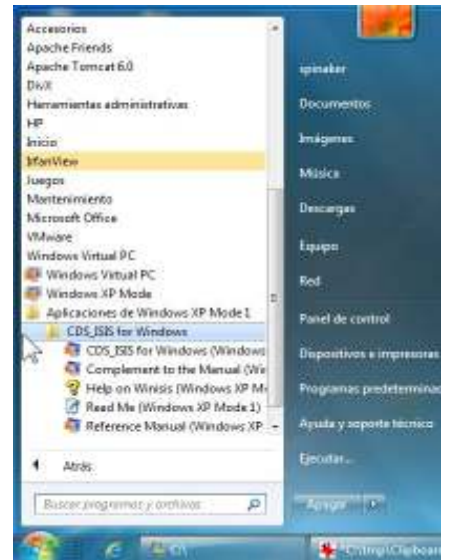 Accesorios
Apache Friends
Apache Tomcat 6.0
DivX
Herramientas administrativas
HP
Inicio
IrfanView
Juegos
Mantenimiento
Microsoft Office
VMware
Windows Virtual PC
Windows Virtual PC
Windows XP Mode
Aplicaciones de Windows XP Mode 1
CDS_ISIS for Windows
CDS_ISIS for Windows (Windows
Complement to the Manual (Wi
Help on Winisis (Windows XP M
Read Me (Windows XP Mode 1)
Reference Manual (Windows XP
Atrás
Buscar programas y archivos
spinaker
Documentos
Imágenes
Música
Descargas
Equipo
Red
Panel de control
Dispositivos e impresoras
Programas predetermina
Ayuda y soporte técnico
Ejecutar...
Apagar
C:\
C:\tmp\Clipboar